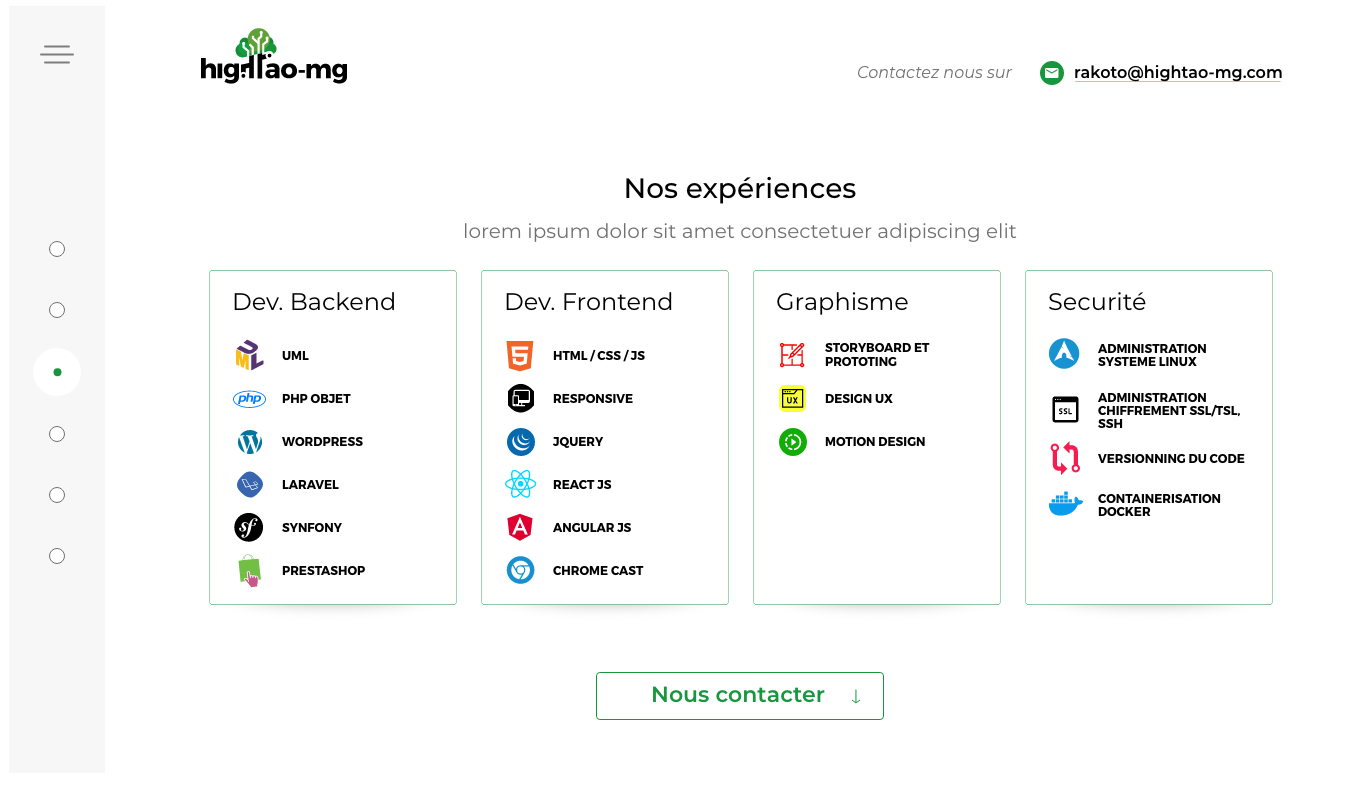 hightao-mg
Contactez nous sur
rakoto@hightao-mg.com
Nos expériences
lorem ipsum dolor sit amet consectetuer adipiscing elit
Dev. Backend
UML
UML
php
PHP OBJET
WORDPRESS
LARAVEL
sf
SYNFONY
PRESTASHOP
Dev. Frontend
5
HTML / CSS / JS
RESPONSIVE
JQUERY
REACT JS
A
ANGULAR JS
CHROME CAST
Graphisme
STORYBOARD ET
PROTOTING
UX
DESIGN UX
MOTION DESIGN
Securité
ADMINISTRATION
SYSTEME LINUX
SSL
ADMINISTRATION
CHIFFREMENT SSL/TSL,
SSH
VERSIONNING DU CODE
CONTAINERISATION
DOCKER
Nous contacter